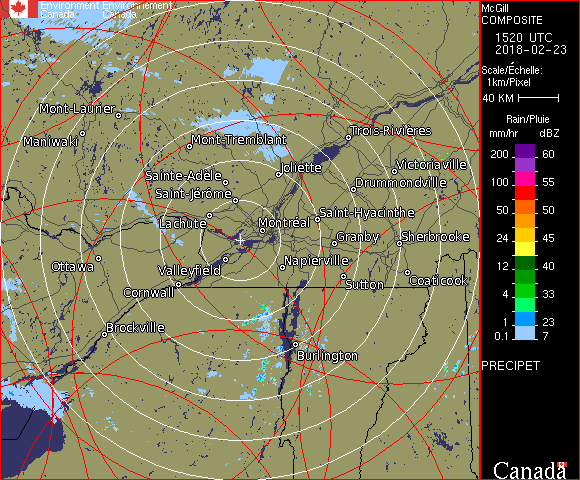 Environment Environnement
Canada Canada
McGill
COMPOSITE
1520 UTC
2018-02-23
Scale/Échelle:
1km/Pixel
40 KM
Rain/Pluie
mm/hr dBZ
200 60
100 55
50 50
24 45
12 40
4 33
1 23
0.1 7
PRECIPET
Canada
Mont-Laurier
Maniwaki
Mont-Tremblant
Trois-Rivières
Joliette
Victoriaville
Sainte-Adèle
Drummondville
Saint-Jérôme
Lachute
Saint-Hyacinthe
Montréal
Granby
Sherbrooke
Ottawa
Valleyfield
Napierville
Coaticook
Cornwall
Sutton
Brockville
Burlington